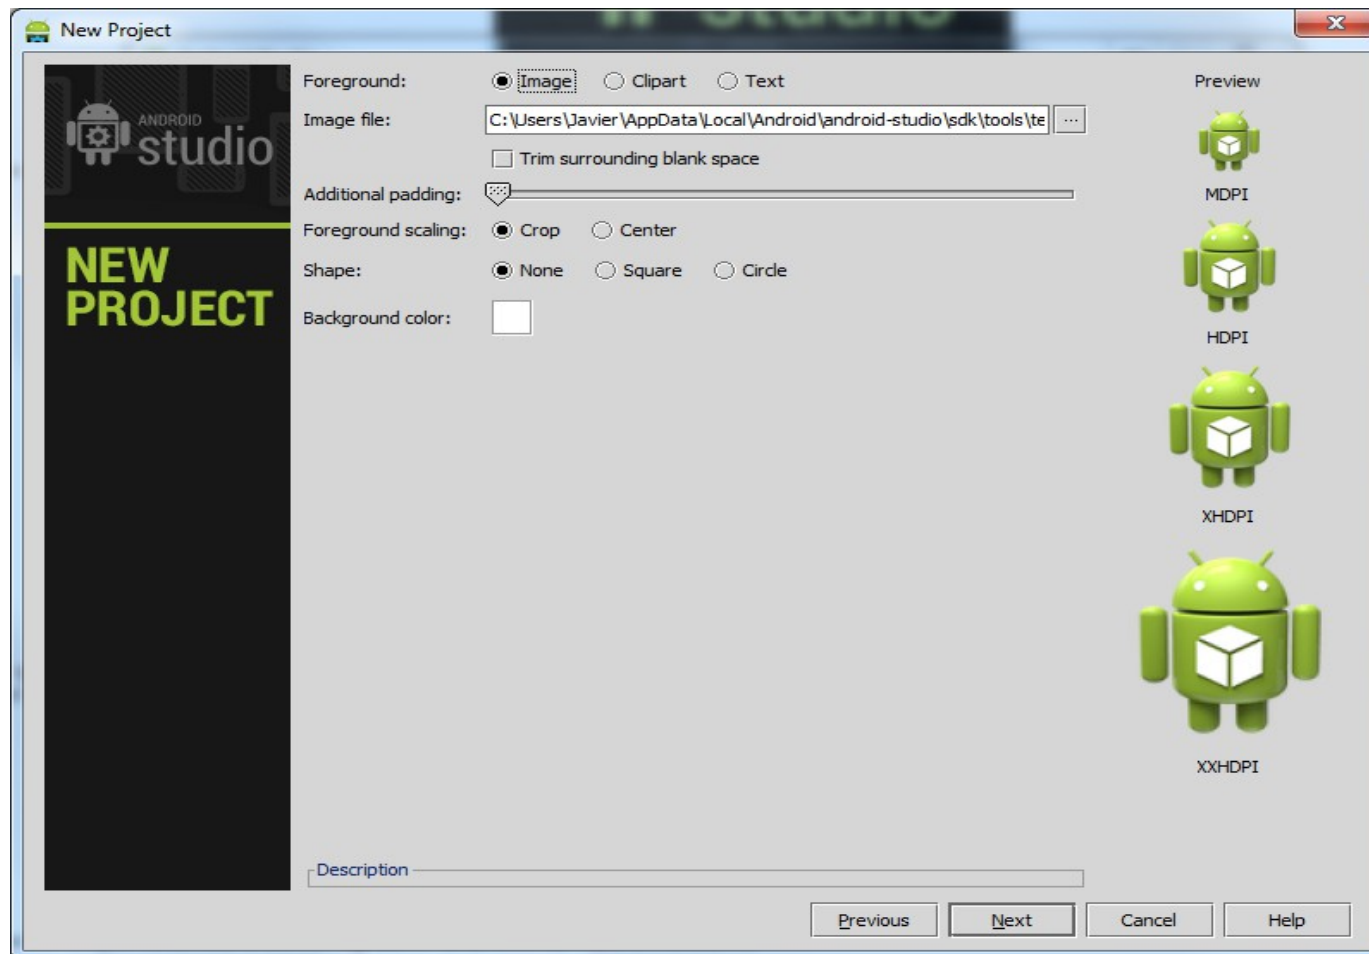 Studio
New Project
ANDROID
studio
NEW
PROJECT
Foreground: Image Clipart Text
Image file: C:\Users\Javier\AppData\Local\Android\android-studio\sdk\tools\te ...
Trim surrounding blank space
Additional padding:
Foreground scaling: Crop Center
Shape: None Square Circle
Background color:
Preview
MDPI
HDPI
XHDPI
XXHDPI
Description
Previous Next Cancel Help